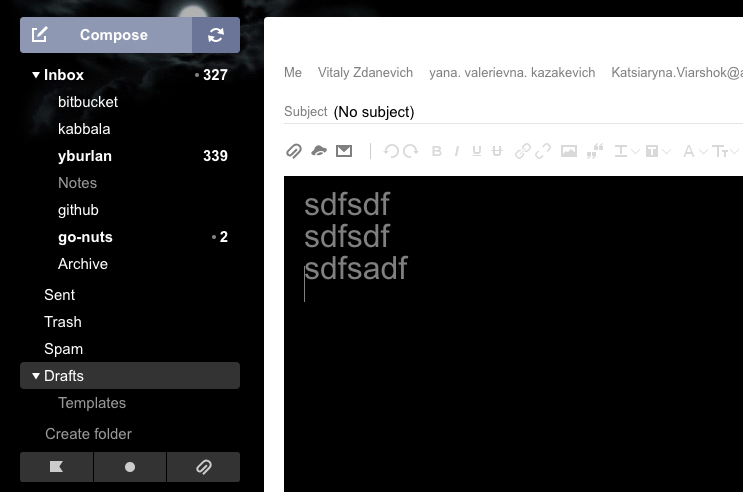 Compose
Inbox 327
bitbucket
kabbala
yburlan 339
Notes
github
go-nuts 2
Archive
Sent
Trash
Spam
Drafts
Templates
Create folder
Me Vitaly Zdanevich yana. valerievna. kazakevich Katsiaryna.Viarshok@a
Subject (No subject)
B I U U T T A TT
sdfsdf
sdfsdf
sdfsadf